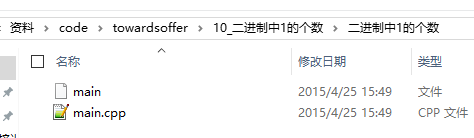 资料 > code > towardsoffer > 10_二进制中1的个数 > 二进制中1的个数
名称 修改日期 类型
main 2015/4/25 15:49 文件
main.cpp 2015/4/25 15:49 CPP 文件